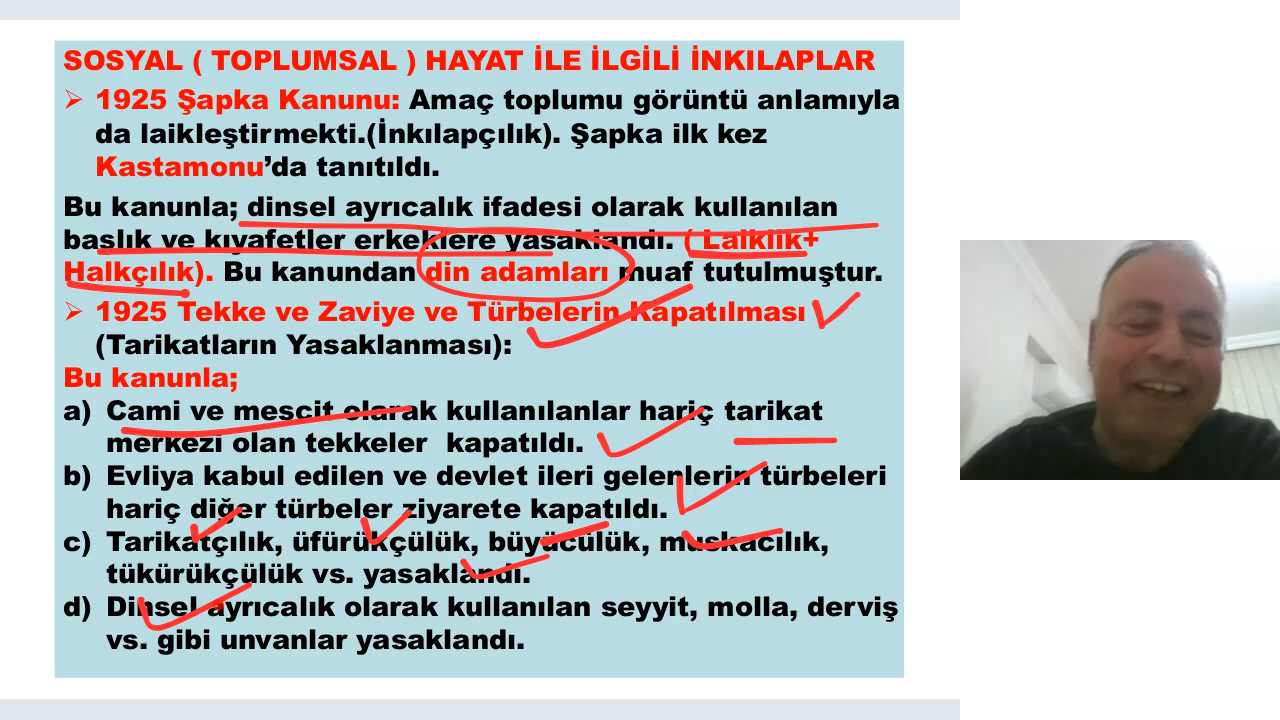 SOSYAL ( TOPLUMSAL ) HAYAT İLE İLGİLİ İNKILAPLAR
1925 Şapka Kanunu: Amaç toplumu görüntü anlamıyla
da laikleştirmekti.(İnkılapçılık). Şapka ilk kez
Kastamonu’da tanıtıldı.
Bu kanunla; dinsel ayrıcalık ifadesi olarak kullanılan
başlık ve kıyafetler erkeklere yasaklandı. ( Laiklik+
Halkçılık). Bu kanundan din adamları muaf tutulmuştur.
1925 Tekke ve Zaviye ve Türbelerin Kapatılması
(Tarikatların Yasaklanması):
Bu kanunla;
a) Cami ve mescit olarak kullanılanlar hariç tarikat
merkezi olan tekkeler kapatıldı.
b) Evliya kabul edilen ve devlet ileri gelenlerin türbeleri
hariç diğer türbeler ziyarete kapatıldı.
c) Tarikatçılık, üfürükçülük, büyücülük, muskacılık,
tükürükçülük vs. yasaklandı.
d) Dinsel ayrıcalık olarak kullanılan seyyit, molla, derviş
vs. gibi unvanlar yasaklandı.